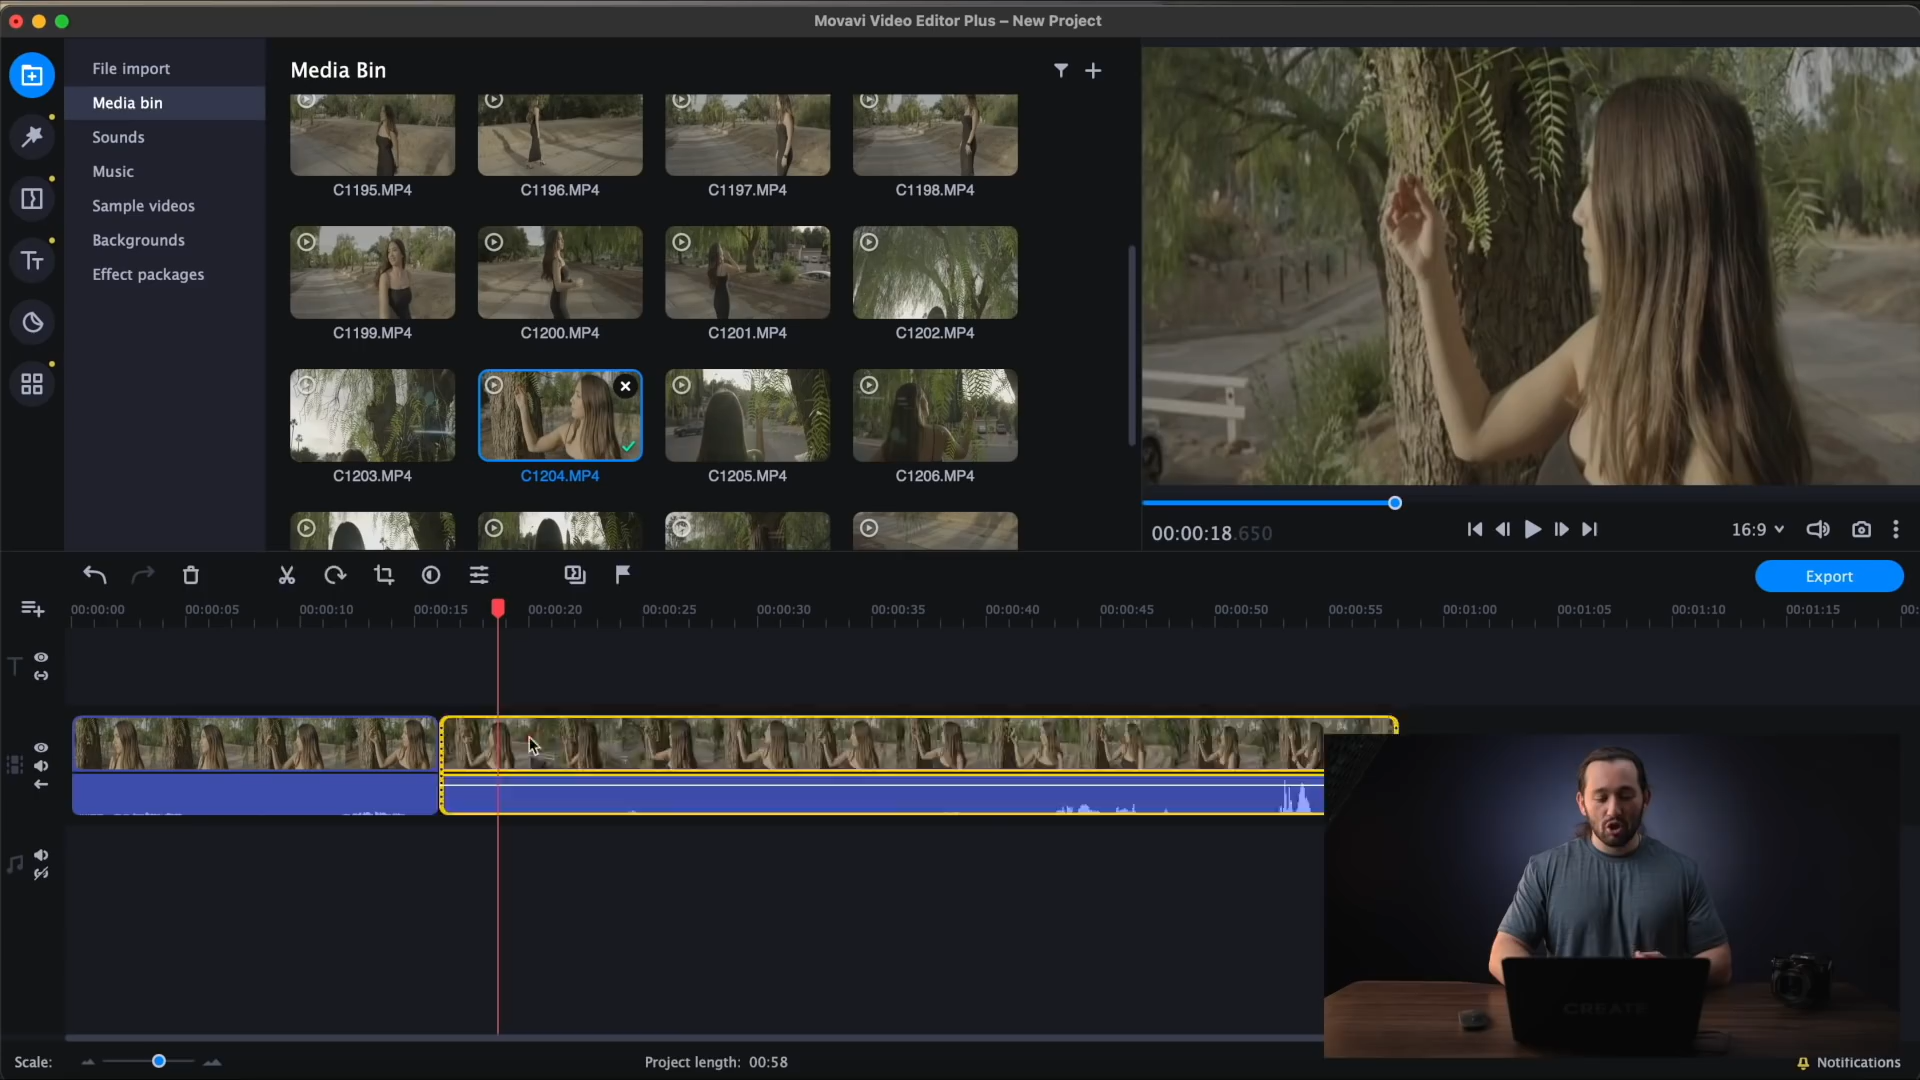 Movavi Video Editor Plus – New Project
File import
Media bin
Sounds
Music
Sample videos
Backgrounds
Effect packages
Media Bin
C1195.MP4
C1196.MP4
C1197.MP4
C1198.MP4
C1199.MP4
C1200.MP4
C1201.MP4
C1202.MP4
C1203.MP4
C1204.MP4
C1205.MP4
C1206.MP4
00:00:18.650
16:9
Export
00:00:00 00:00:05 00:00:10 00:00:15 00:00:20 00:00:25 00:00:30 00:00:35 00:00:40 00:00:45 00:00:50 00:00:55 00:01:00 00:01:05 00:01:10 00:01:15 00:
Tт
T
CREATE
Scale:
Project length: 00:58
Notifications